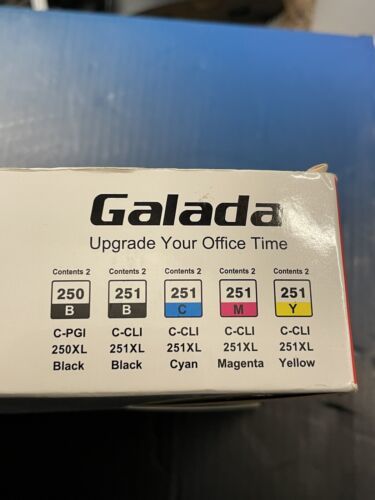 Galada
Upgrade Your Office Time
Contents 2 Contents 2 Contents 2 Contents 2 Contents 2
250 251 251 251 251
B B C M Y
C-PGI C-CLI C-CLI C-CLI C-CLI
250XL 251XL 251XL 251XL 251XL
Black Black Cyan Magenta Yellow